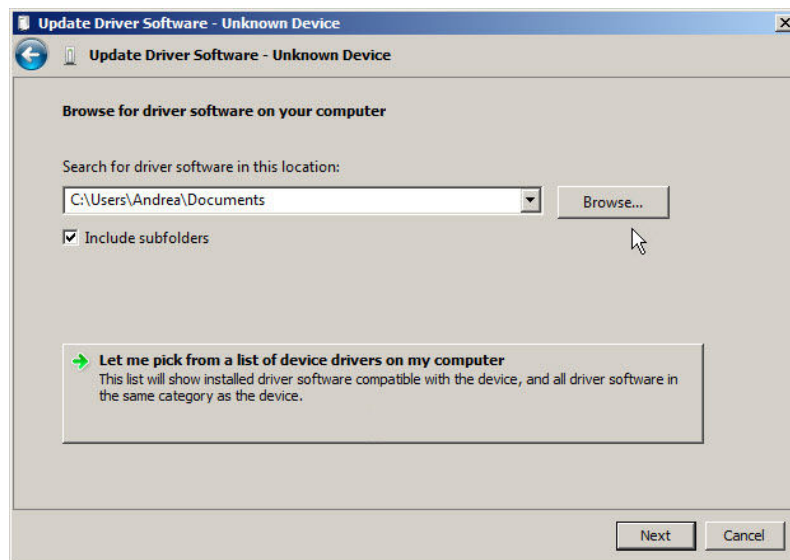 Update Driver Software - Unknown Device
Update Driver Software - Unknown Device
Browse for driver software on your computer
Search for driver software in this location:
C:\Users\Andrea\Documents
Browse...
Include subfolders
Let me pick from a list of device drivers on my computer
This list will show installed driver software compatible with the device, and all driver software in
the same category as the device.
Next
Cancel